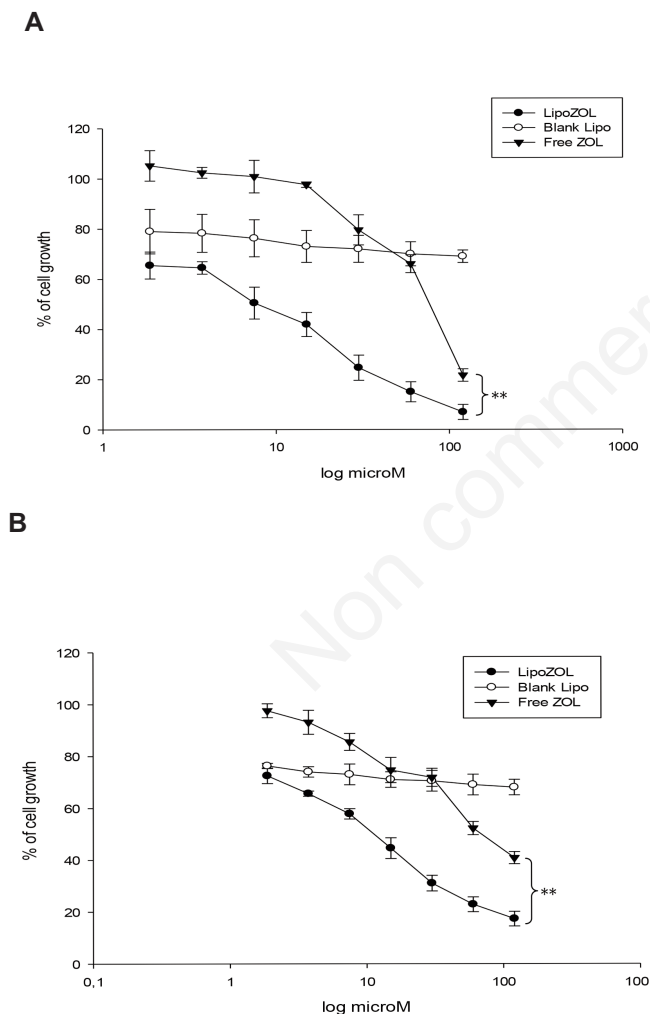 A
LipoZOL
Blank Lipo
Free ZOL
120
100
80
60
40
20
0
% of cell growth
**
1 10 100 1000
log microM
Non commer
B
LipoZOL
Blank Lipo
Free ZOL
120
100
80
60
40
20
0
% of cell growth
**
0,1 1 10 100 100
log microM